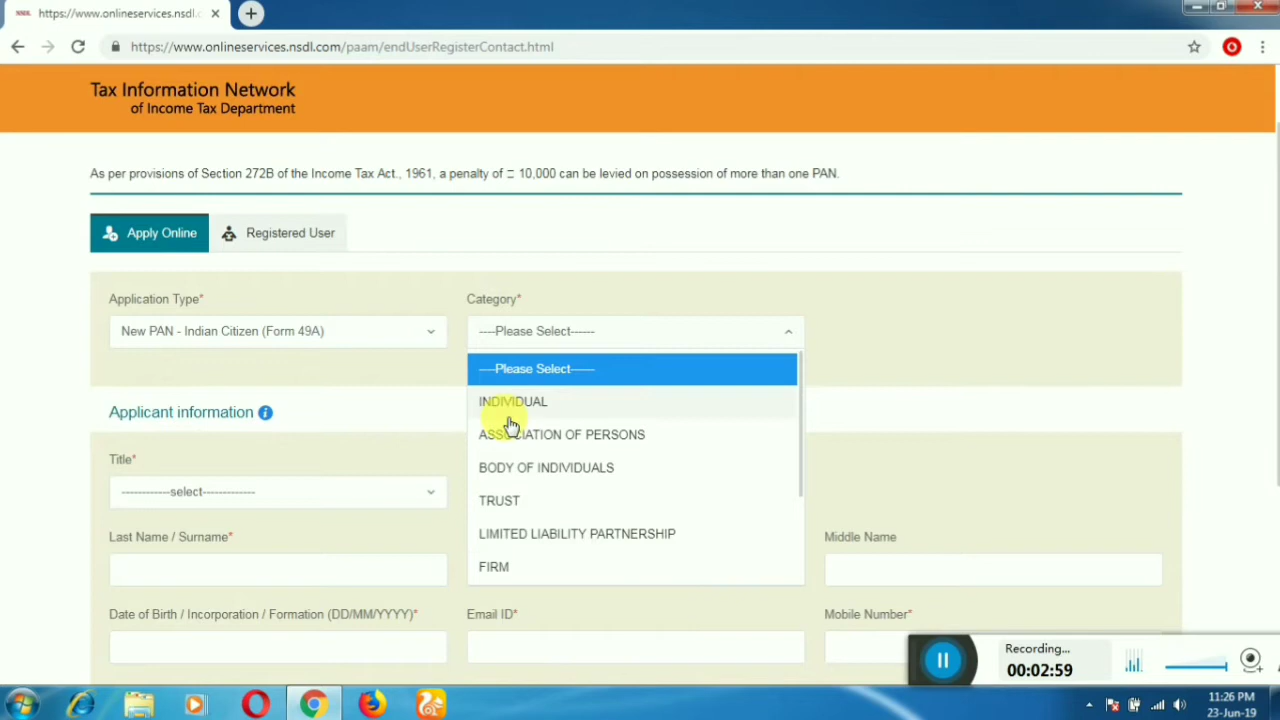 https://www.onlineservices.nsdl.c
https://www.onlineservices.nsdl.com/paam/endUserRegisterContact.html
Tax Information Network
of Income Tax Department
As per provisions of Section 272B of the Income Tax Act., 1961, a penalty of 10,000 can be levied on possession of more than one PAN.
Apply Online
Registered User
Application Type*
Category*
New PAN - Indian Citizen (Form 49A)
----Please Select------
----Please Select------
INDIVIDUAL
ASSOCIATION OF PERSONS
BODY OF INDIVIDUALS
TRUST
LIMITED LIABILITY PARTNERSHIP
FIRM
Applicant information
Title*
------------select-------------
Last Name / Surname*
Middle Name
Date of Birth / Incorporation / Formation (DD/MM/YYYY)*
Email ID*
Mobile Number*
Recording...
00:02:59
11:26 PM
23-Jun-19